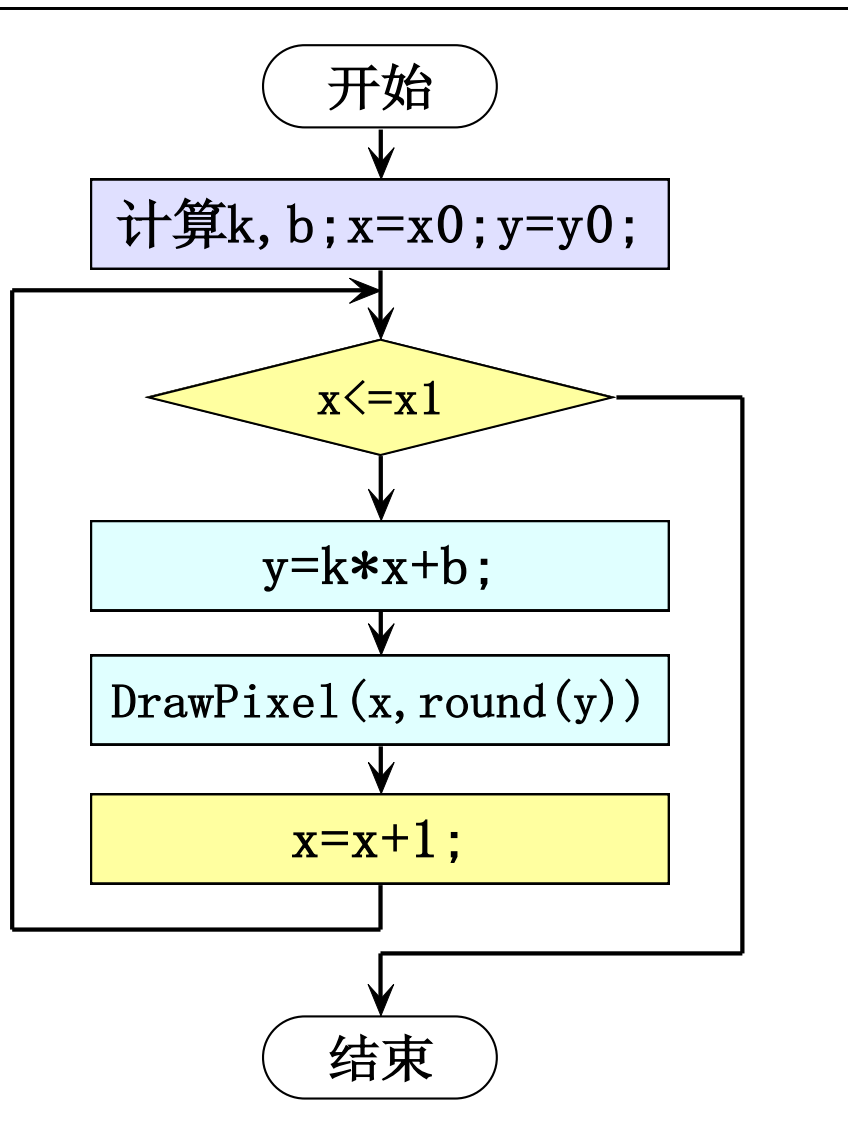 开始
计算k,b;x=x0;y=y0;
x<=x1
y=k*x+b;
DrawPixel(x,round(y))
x=x+1;
结束